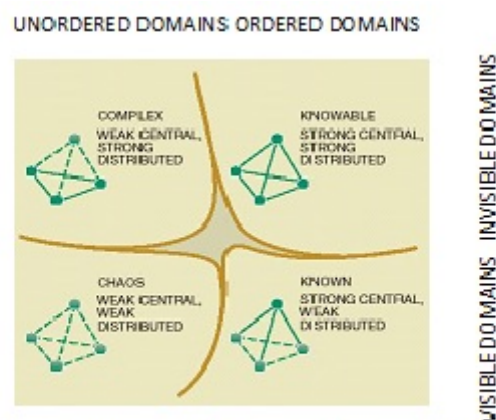 UNORDERED DOMAINS ORDERED DOMAINS
COMPLEX
WEAK CENTRAL,
STRONG
DISTRIBUTED
KNOWABLE
STRONG CENTRAL,
STRONG
DISTRIBUTED
CHAOS
WEAK CENTRAL,
WEAK
DISTRIBUTED
KNOWN
STRONG CENTRAL,
WEAK
DISTRIBUTED
INVISIBLE DOMAINS
VISIBLE DOMAINS